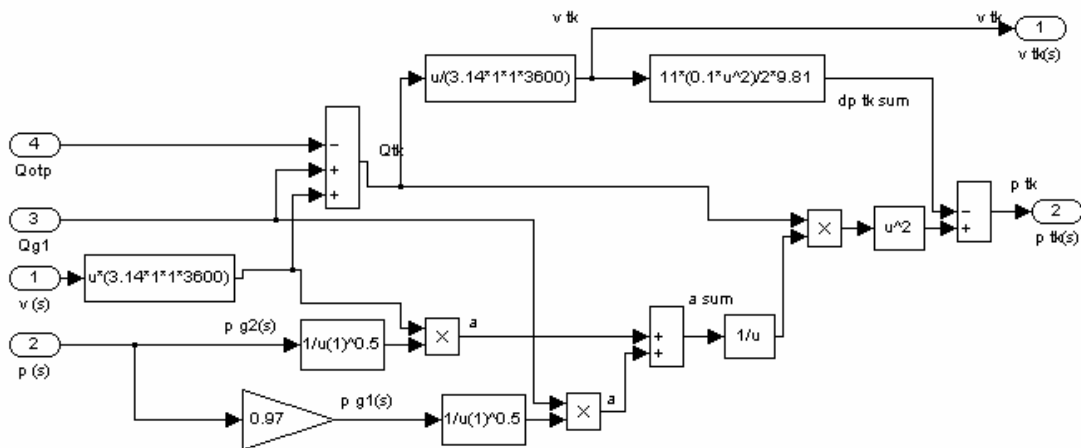 v tk
v tk
1
v tk(s)
u/(3.14*1*1*3600)
11*(0.1*u^2)/2*9.81
dp tk sum
4
Qotp
−
+
+
Qtk
3
Qg1
p tk
−
+
2
p tk(s)
×
u^2
1
v (s)
u*(3.14*1*1*3600)
a sum
2
p (s)
p g2(s)
1/u(1)^0.5
×
a
+
+
1/u
0.97
p g1(s)
1/u(1)^0.5
×
a